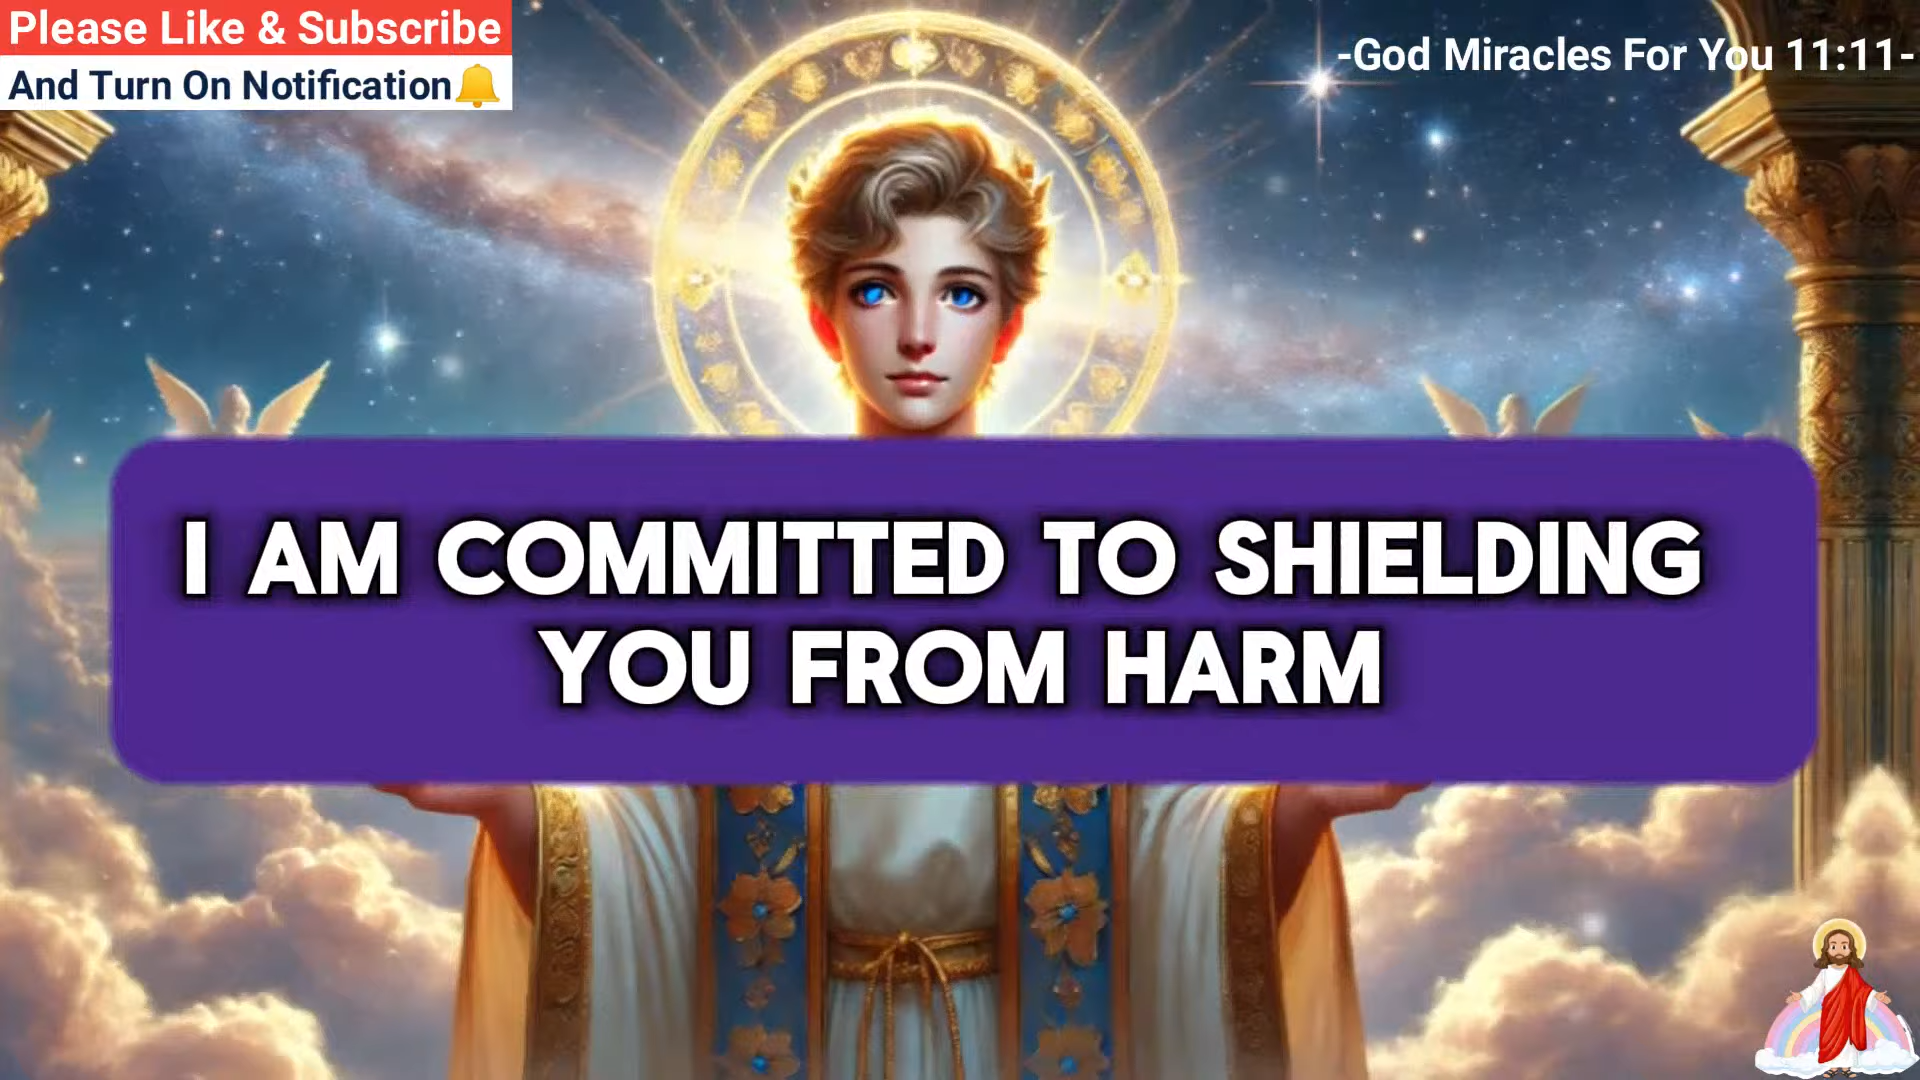 Please Like & Subscribe
And Turn On Notification🔔
-God Miracles For You 11:11-
I AM COMMITTED TO SHIELDING
YOU FROM HARM